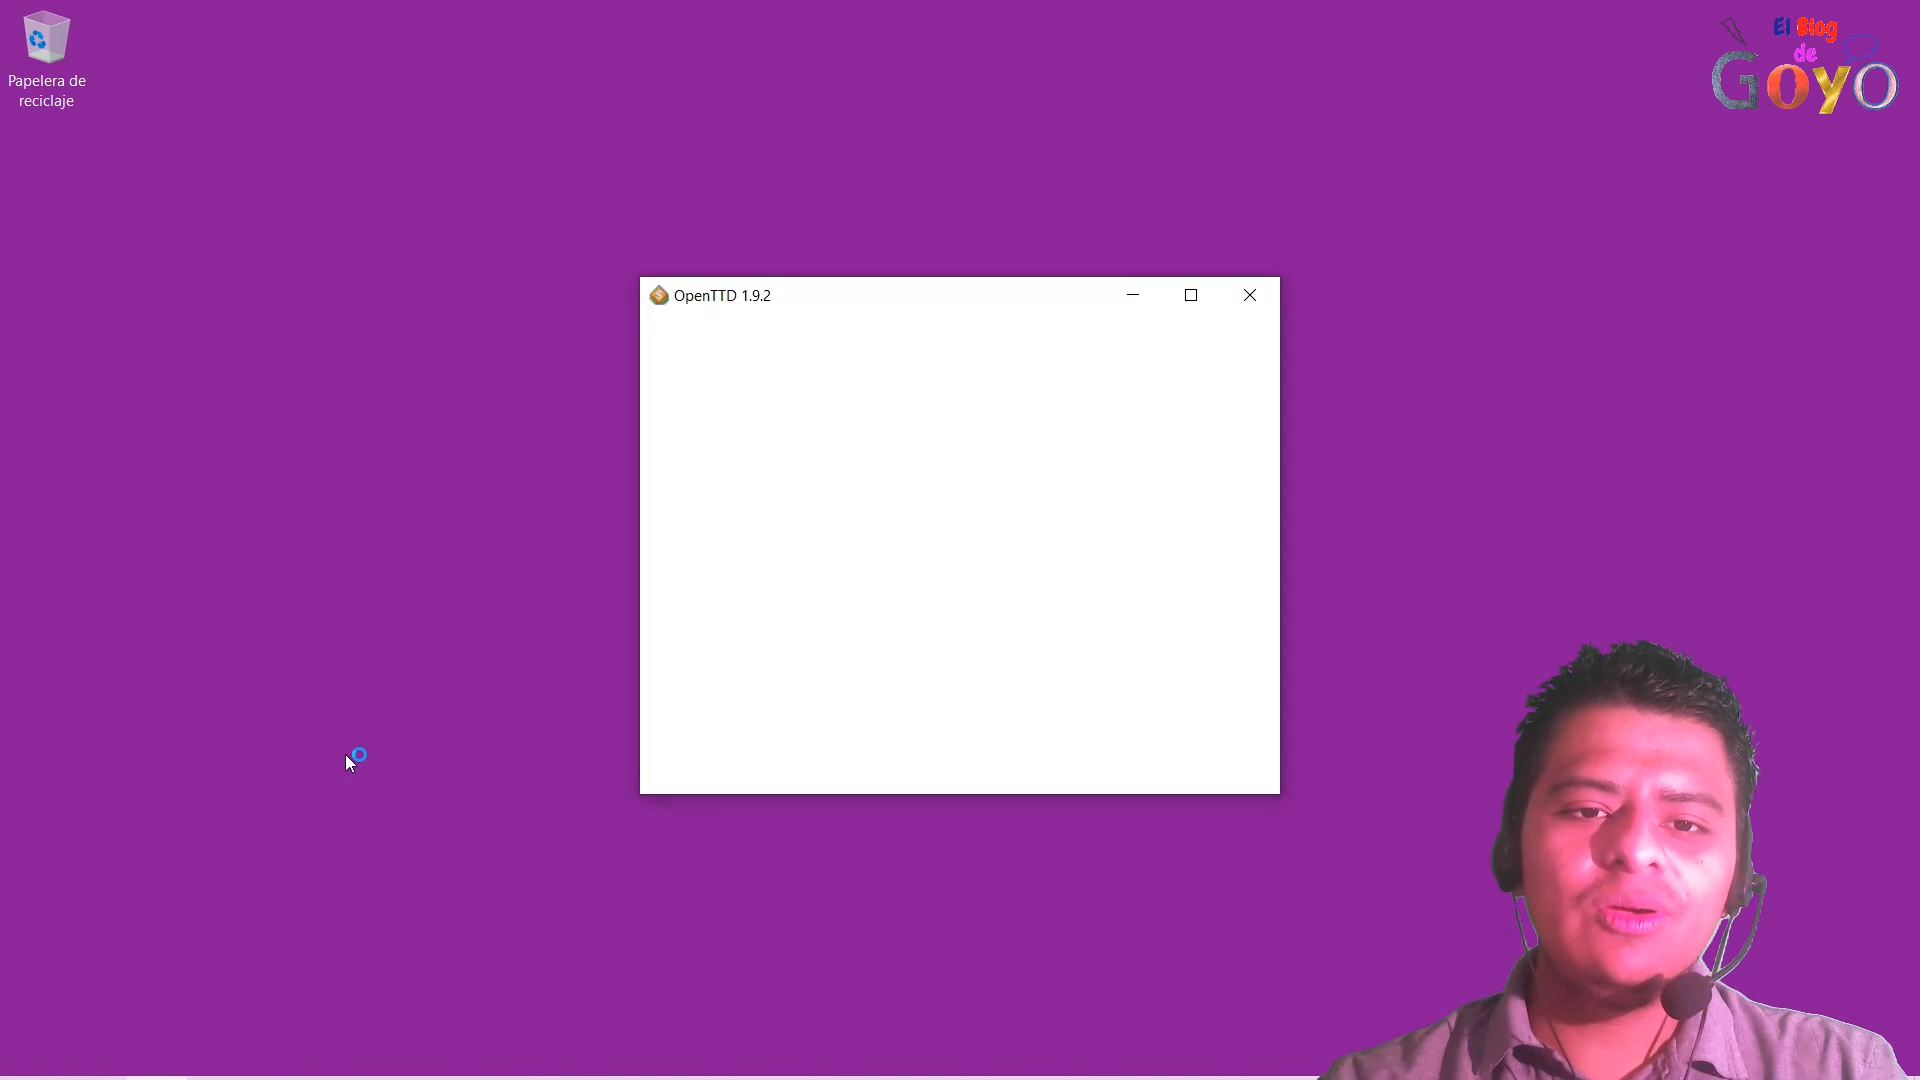 Papelera de
reciclaje
El Blog
de
Goyo
OpenTTD 1.9.2